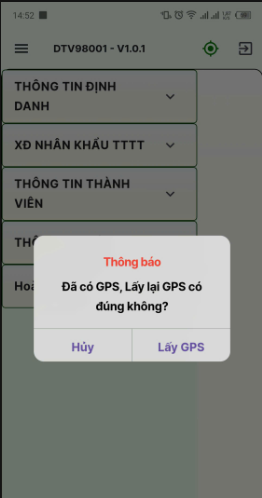 14:52
DTV98001 - V1.0.1
THÔNG TIN ĐỊNH
DANH
XĐ NHÂN KHẨU TTTT
THÔNG TIN THÀNH
VIÊN
Thông báo
Đã có GPS, Lấy lại GPS có
đúng không?
Hủy
Lấy GPS